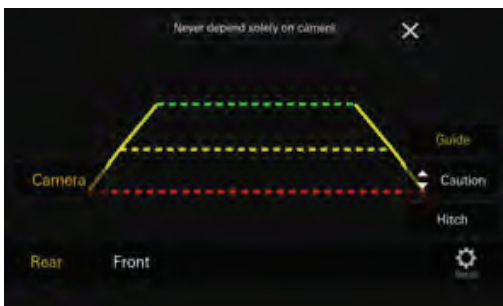 Never depend solely on camera
Guide
Camera
Caution
Hitch
Rear
Front